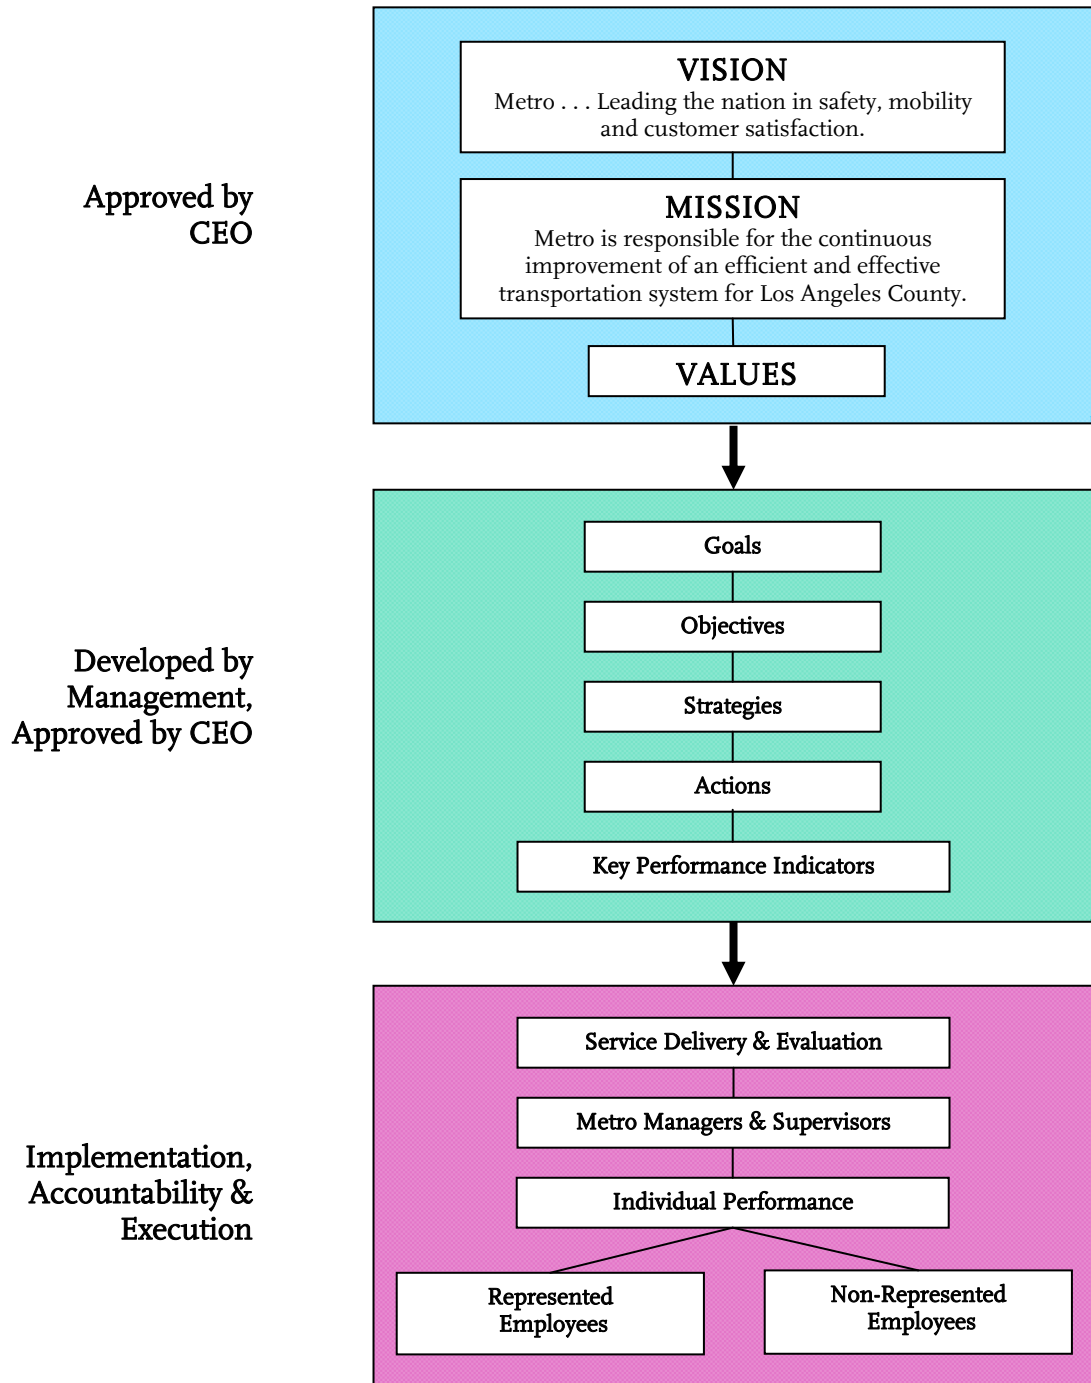 VISION
Metro . . . Leading the nation in safety, mobility
and customer satisfaction.
Approved by
CEO
MISSION
Metro is responsible for the continuous
improvement of an efficient and effective
transportation system for Los Angeles County.
VALUES
Goals
Objectives
Developed by
Management,
Approved by CEO
Strategies
Actions
Key Performance Indicators
Service Delivery & Evaluation
Metro Managers & Supervisors
Implementation,
Accountability &
Execution
Individual Performance
Represented
Employees
Non-Represented
Employees